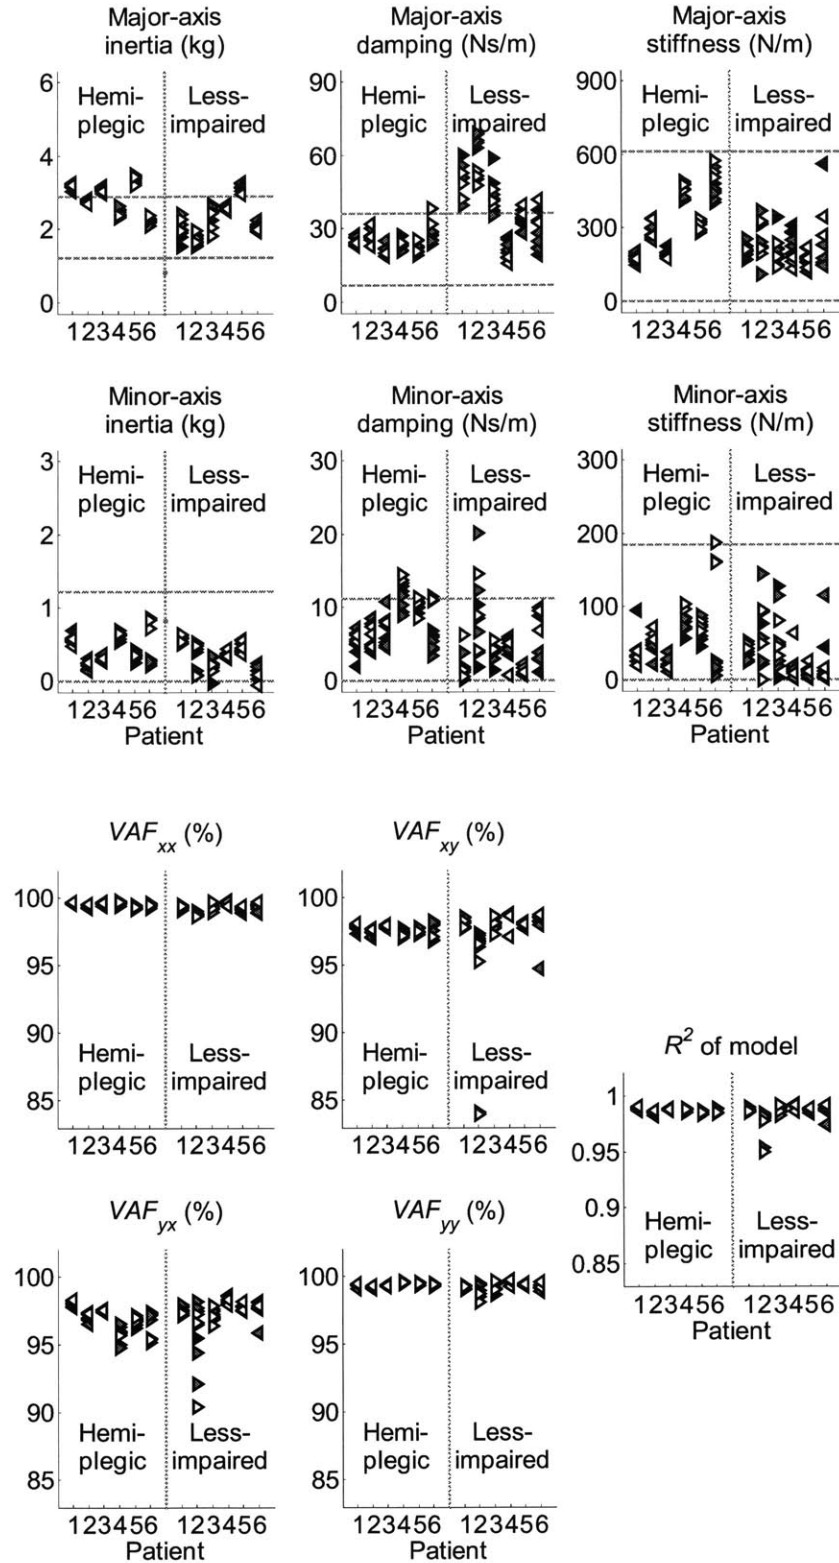 Major-axis
inertia (kg)
6
4
2
0
Hemi-
plegic
Less-
impaired
123456 123456
Major-axis
damping (Ns/m)
90
60
30
0
Hemi-
plegic
Less-
impaired
123456 123456
Major-axis
stiffness (N/m)
900
600
300
0
Hemi-
plegic
Less-
impaired
123456 123456
Minor-axis
inertia (kg)
3
2
1
0
Hemi-
plegic
Less-
impaired
123456 123456
Patient
Minor-axis
damping (Ns/m)
30
20
10
0
Hemi-
plegic
Less-
impaired
123456 123456
Patient
Minor-axis
stiffness (N/m)
300
200
100
0
Hemi-
plegic
Less-
impaired
123456 123456
Patient
VAFxx (%)
100
95
90
85
Hemi-
plegic
Less-
impaired
123456 123456
VAFxy (%)
100
95
90
85
Hemi-
plegic
Less-
impaired
123456 123456
R² of model
1
0.95
0.9
0.85
Hemi-
plegic
Less-
impaired
123456 123456
Patient
VAFyx (%)
100
95
90
85
Hemi-
plegic
Less-
impaired
123456 123456
Patient
VAFyy (%)
100
95
90
85
Hemi-
plegic
Less-
impaired
123456 123456
Patient